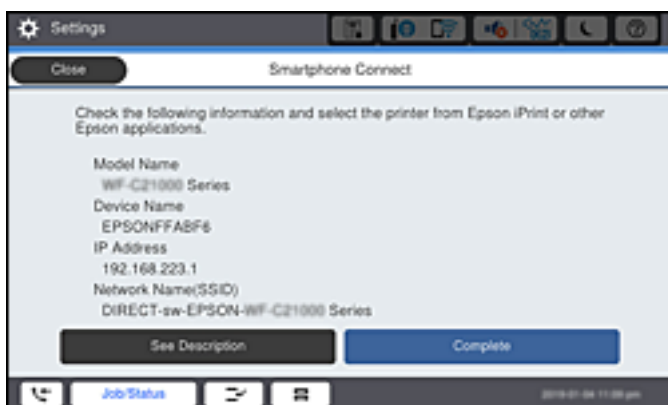 Settings
Close
Smartphone Connect
Check the following information and select the printer from Epson iPrint or other
Epson applications.
Model Name
WF-C21000 Series
Device Name
EPSONFFABF6
IP Address
192.168.223.1
Network Name(SSID)
DIRECT-sw-EPSON-WF-C21000 Series
See Description
Complete
Job/Status